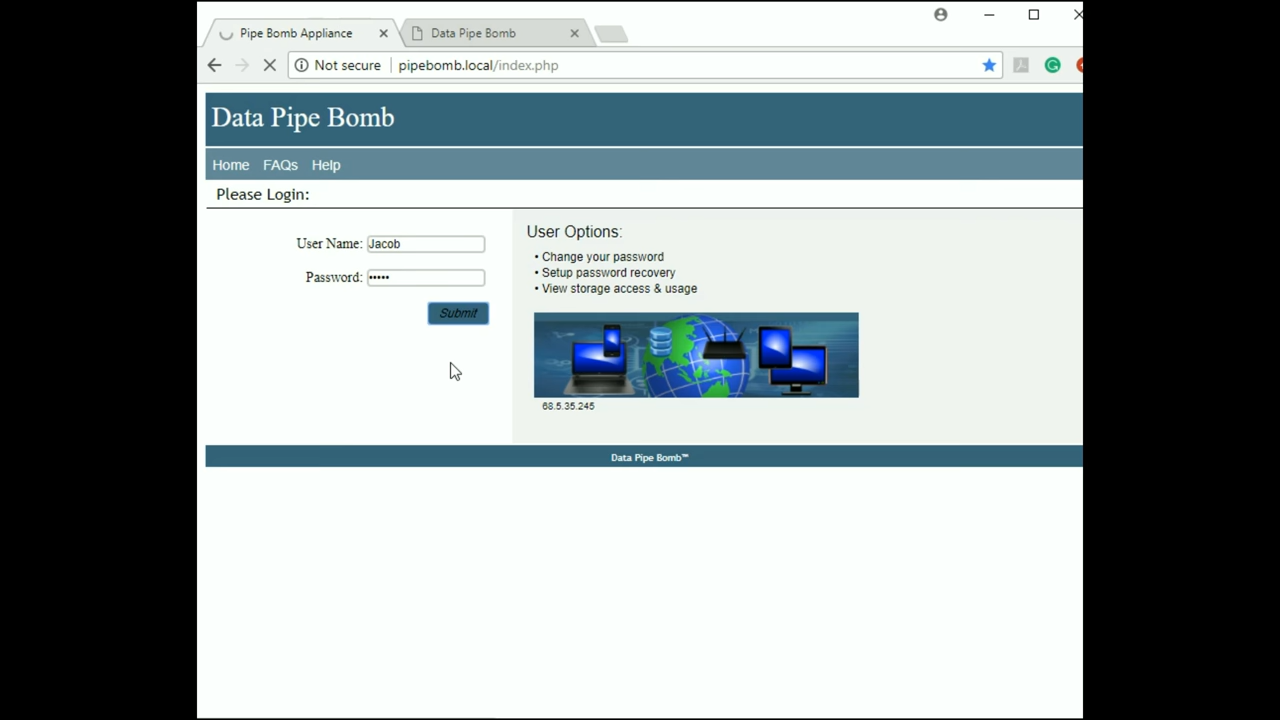 Pipe Bomb Appliance
Data Pipe Bomb
Not secure
pipebomb.local/index.php
Data Pipe Bomb
Home FAQs Help
Please Login:
User Name: Jacob
Password: •••••
Submit
User Options:
• Change your password
• Setup password recovery
• View storage access & usage
68.5.35.245
Data Pipe Bomb™